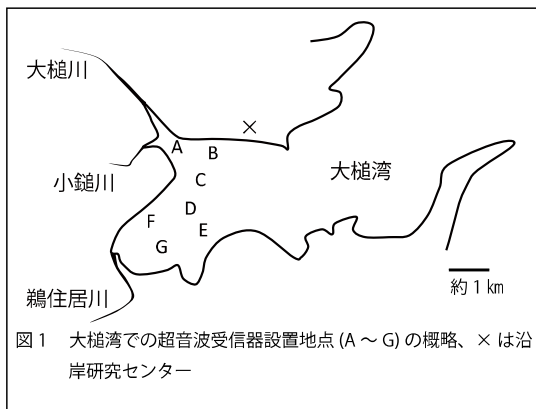 大槌川
×
A
B
小鎚川
C
大槌湾
D
F
E
G
約 1 km
鵜住居川
図 1 大槌湾での超音波受信器設置地点 (A ~ G) の概略、× は沿
岸研究センター